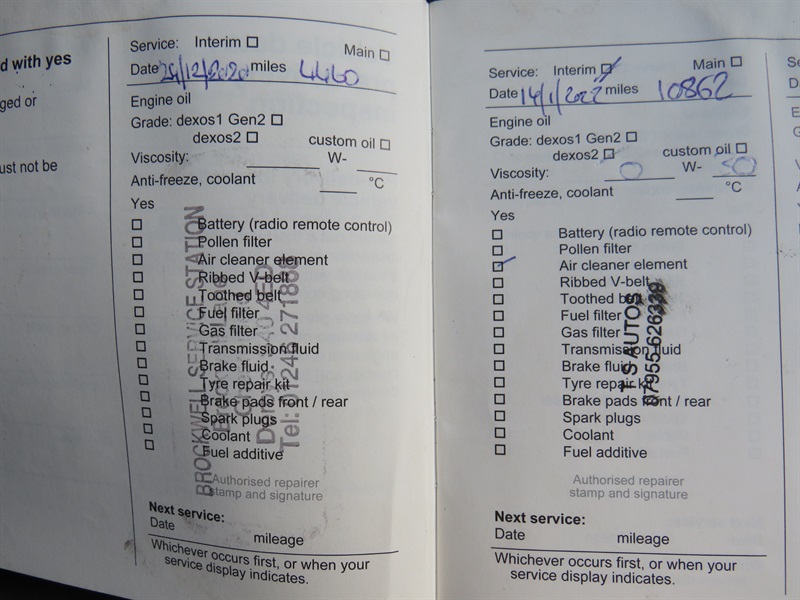 d with yes
ged or
ust not be
Service: Interim Main
Date 24/12/2020 miles 4460
Engine oil
Grade: dexos1 Gen2
dexos2 custom oil
Viscosity: W-
Anti-freeze, coolant °C
Yes
Battery (radio remote control)
Pollen filter
Air cleaner element
Ribbed V-belt
Toothed belt
Fuel filter
Gas filter
Transmission fluid
Brake fluid
Tyre repair kit
Brake pads front / rear
Spark plugs
Coolant
Fuel additive
BROCKWELL SERVICE STATION
Tel: 01246 271866
Authorised repairer
stamp and signature
Next service:
Date mileage
Whichever occurs first, or when your
service display indicates.
Service: Interim Main
Date 14/1/2022 miles 10862
Engine oil
Grade: dexos1 Gen2
dexos2 custom oil
Viscosity: 0 W- 30
Anti-freeze, coolant °C
Yes
Battery (radio remote control)
Pollen filter
Air cleaner element
Ribbed V-belt
Toothed belt
Fuel filter
Gas filter
Transmission fluid
Brake fluid
Tyre repair kit
Brake pads front / rear
Spark plugs
Coolant
Fuel additive
T S AUTOS
07955 626339
Authorised repairer
stamp and signature
Next service:
Date mileage
Whichever occurs first, or when your
service display indicates.